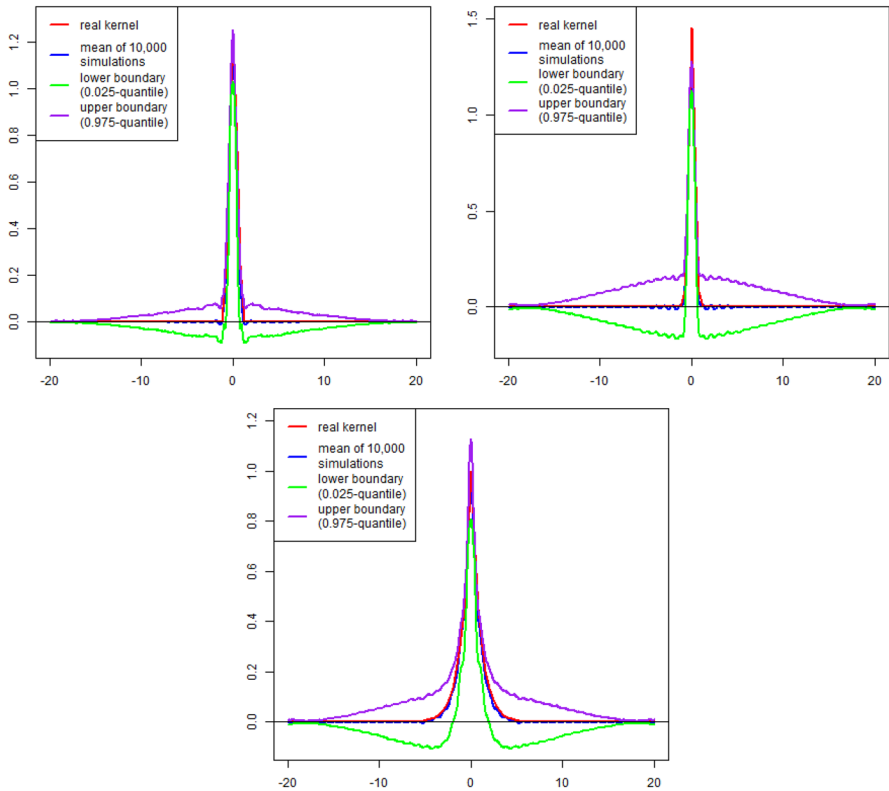 real kernel
mean of 10,000
simulations
lower boundary
(0.025-quantile)
upper boundary
(0.975-quantile)
0.0
0.2
0.4
0.6
0.8
1.0
1.2
-20
-10
0
10
20
real kernel
mean of 10,000
simulations
lower boundary
(0.025-quantile)
upper boundary
(0.975-quantile)
0.0
0.5
1.0
1.5
-20
-10
0
10
20
real kernel
mean of 10,000
simulations
lower boundary
(0.025-quantile)
upper boundary
(0.975-quantile)
0.0
0.2
0.4
0.6
0.8
1.0
1.2
-20
-10
0
10
20